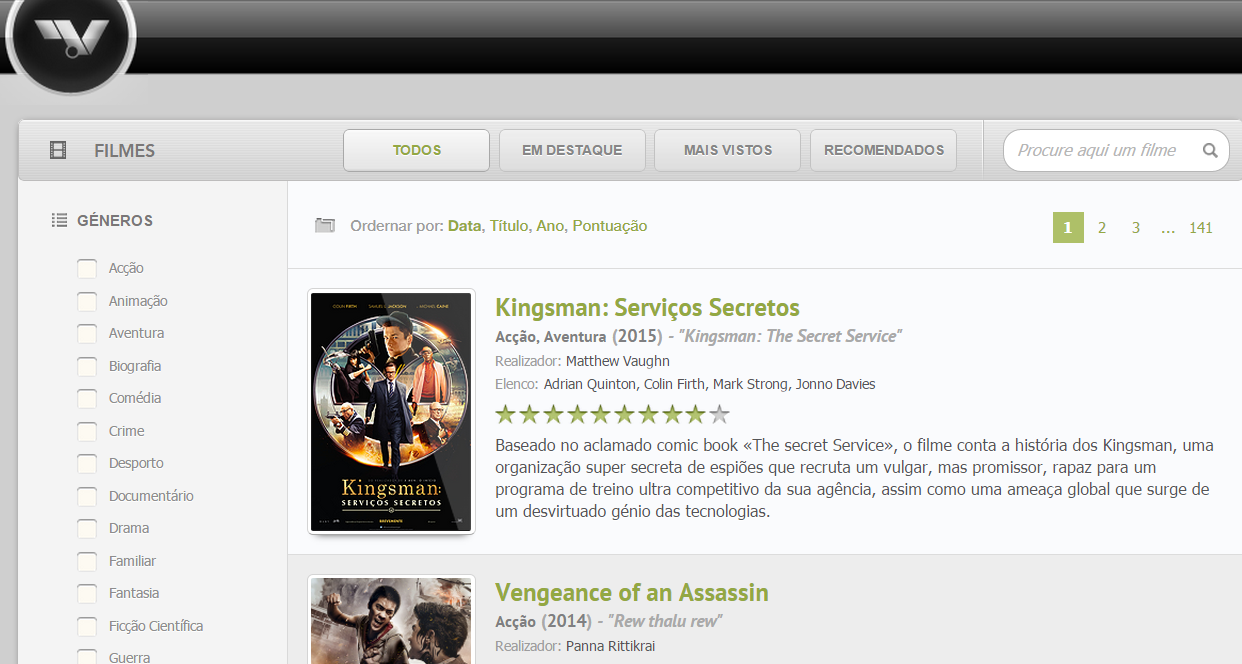 FILMES
TODOS
EM DESTAQUE
MAIS VISTOS
RECOMENDADOS
Procure aqui um filme
GÉNEROS
Acção
Animação
Aventura
Biografia
Comédia
Crime
Desporto
Documentário
Drama
Familiar
Fantasia
Ficção Científica
Guerra
Ordernar por: Data, Título, Ano, Pontuação
1 2 3 ... 141
COLIN FIRTH SAMUEL L. JACKSON MICHAEL CAINE
Kingsman:
SERVIÇOS SECRETOS
BREVEMENTE
Kingsman: Serviços Secretos
Acção, Aventura (2015) - "Kingsman: The Secret Service"
Realizador: Matthew Vaughn
Elenco: Adrian Quinton, Colin Firth, Mark Strong, Jonno Davies
Baseado no aclamado comic book «The secret Service», o filme conta a história dos Kingsman, uma
organização super secreta de espiões que recruta um vulgar, mas promissor, rapaz para um
programa de treino ultra competitivo da sua agência, assim como uma ameaça global que surge de
um desvirtuado génio das tecnologias.
Vengeance of an Assassin
Acção (2014) - "Rew thalu rew"
Realizador: Panna Rittikrai